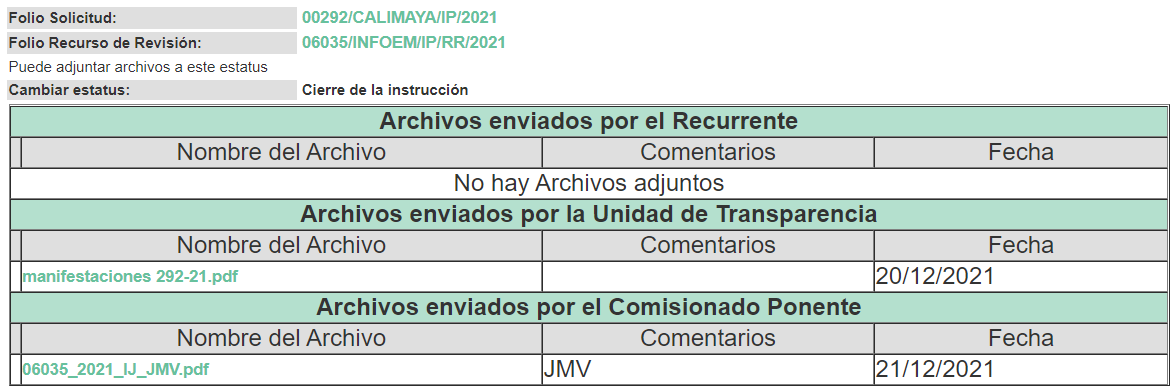 Folio Solicitud: 00292/CALIMAYA/IP/2021
Folio Recurso de Revisión: 06035/INFOEM/IP/RR/2021
Puede adjuntar archivos a este estatus
Cambiar estatus: Cierre de la instrucción
Archivos enviados por el Recurrente
Nombre del Archivo Comentarios Fecha
No hay Archivos adjuntos
Archivos enviados por la Unidad de Transparencia
Nombre del Archivo Comentarios Fecha
manifestaciones 292-21.pdf 20/12/2021
Archivos enviados por el Comisionado Ponente
Nombre del Archivo Comentarios Fecha
06035_2021_IJ_JMV.pdf JMV 21/12/2021